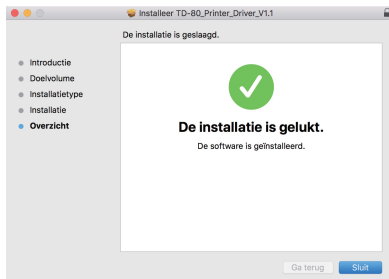 Installeer TD-80_Printer_Driver_V1.1
De installatie is geslaagd.
Introductie
Doelvolume
Installatietype
Installatie
Overzicht
De installatie is gelukt.
De software is geïnstalleerd.
Ga terug
Sluit